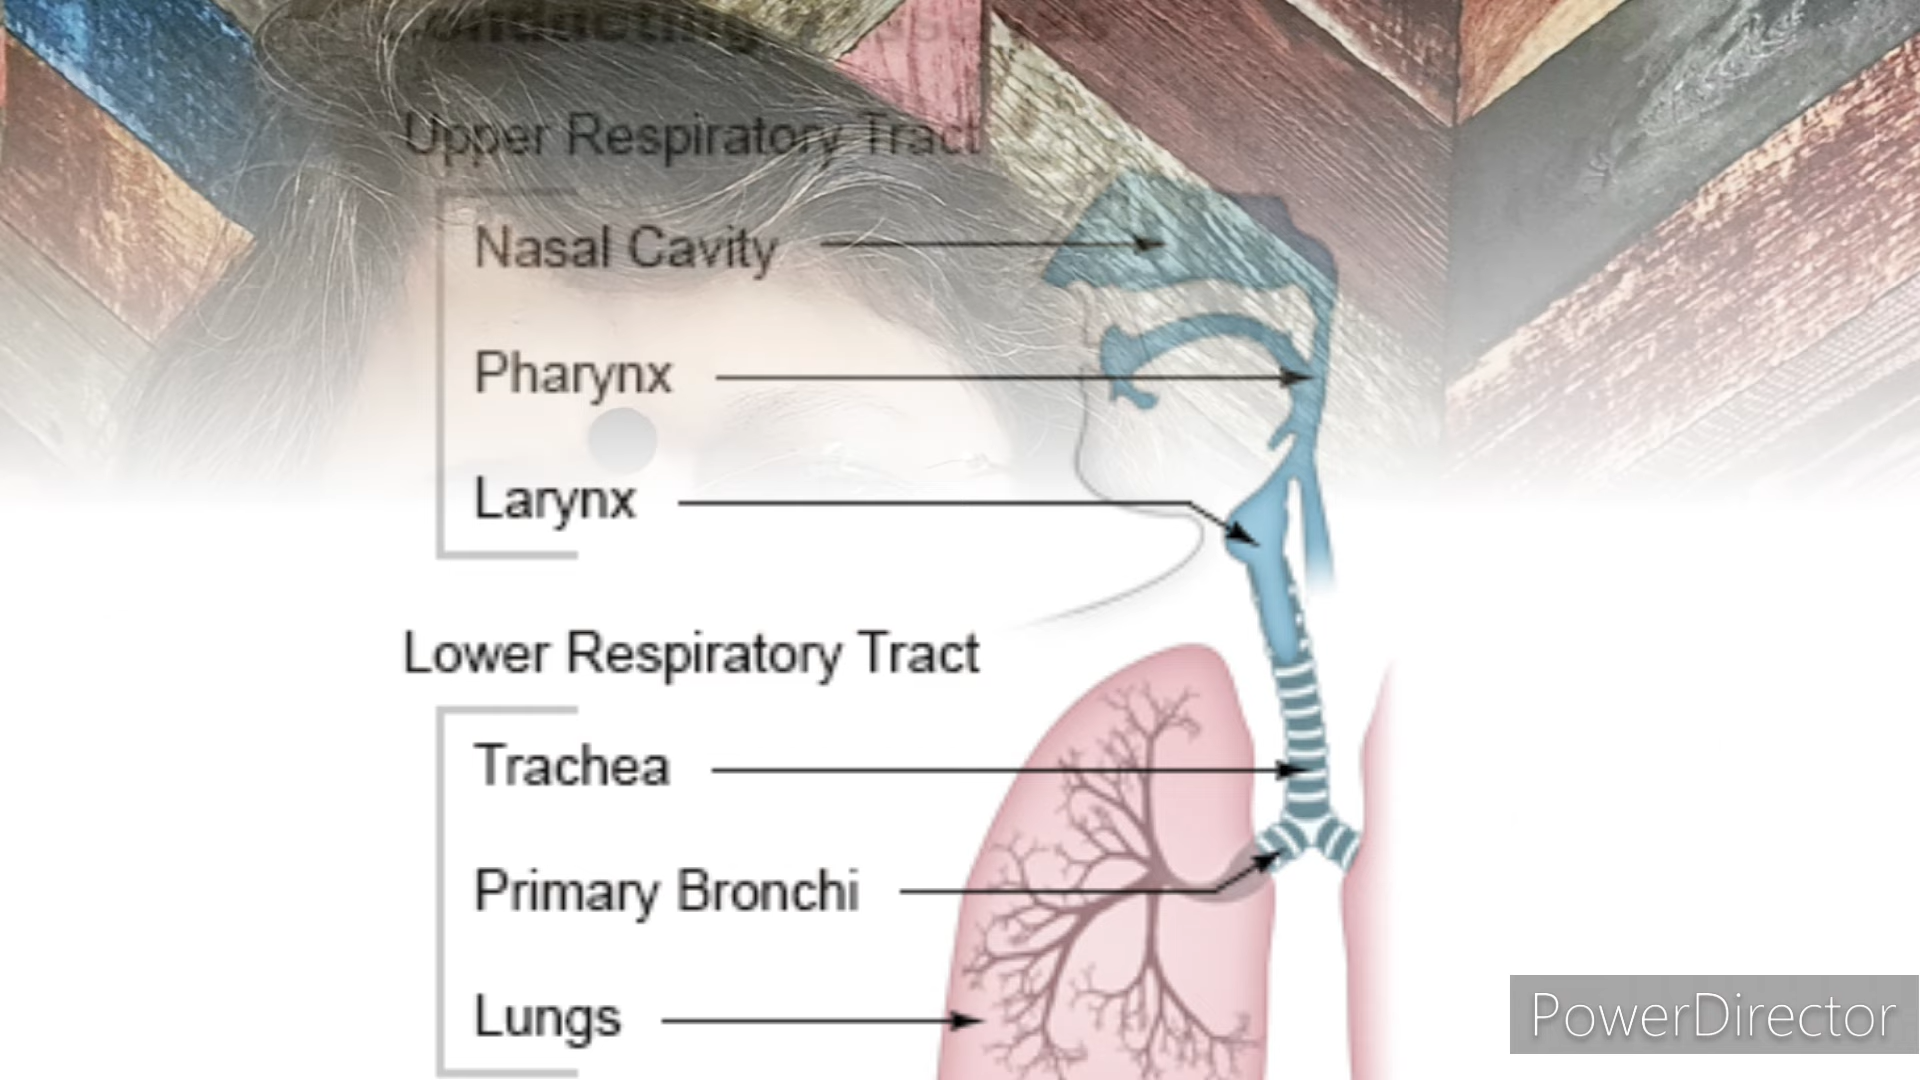 Upper Respiratory Tract
Nasal Cavity
Pharynx
Larynx
Lower Respiratory Tract
Trachea
Primary Bronchi
Lungs
PowerDirector